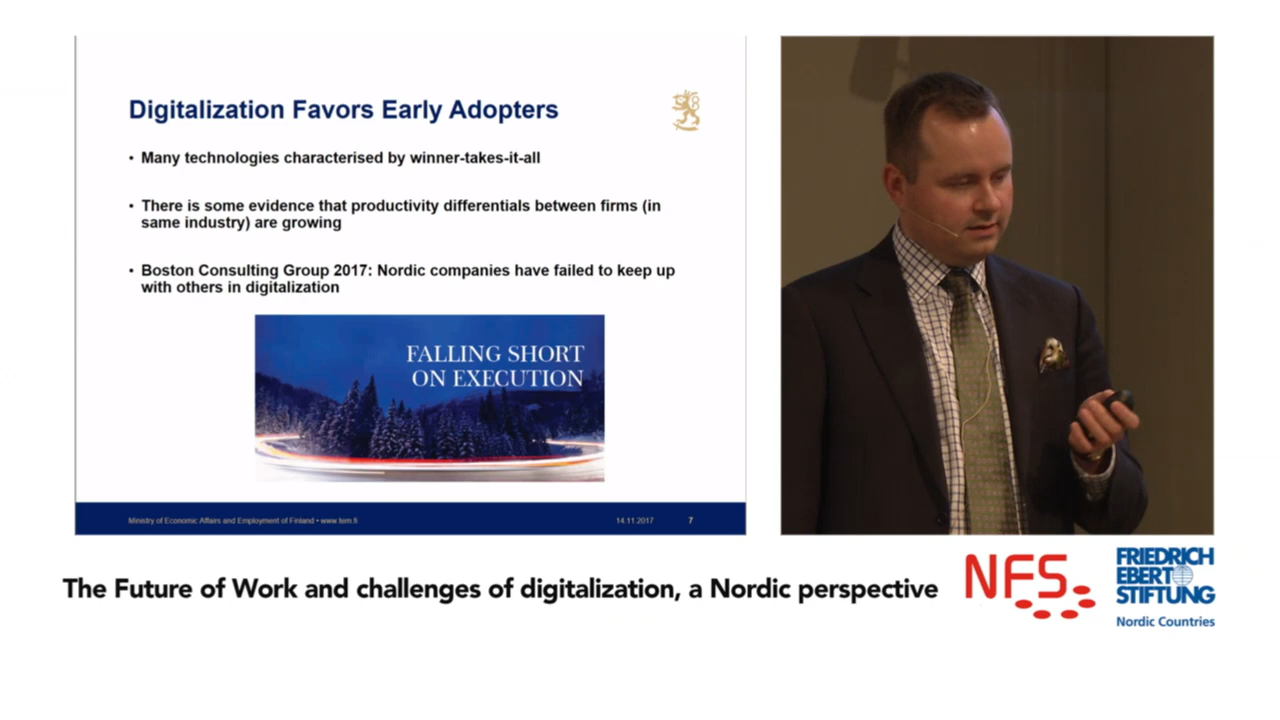 Digitalization Favors Early Adopters
• Many technologies characterised by winner-takes-it-all
• There is some evidence that productivity differentials between firms (in
same industry) are growing
• Boston Consulting Group 2017: Nordic companies have failed to keep up
with others in digitalization
FALLING SHORT
ON EXECUTION
Ministry of Economic Affairs and Employment of Finland • www.tem.fi
14.11.2017 7
The Future of Work and challenges of digitalization, a Nordic perspective
NFS
FRIEDRICH
EBERT
STIFTUNG
Nordic Countries